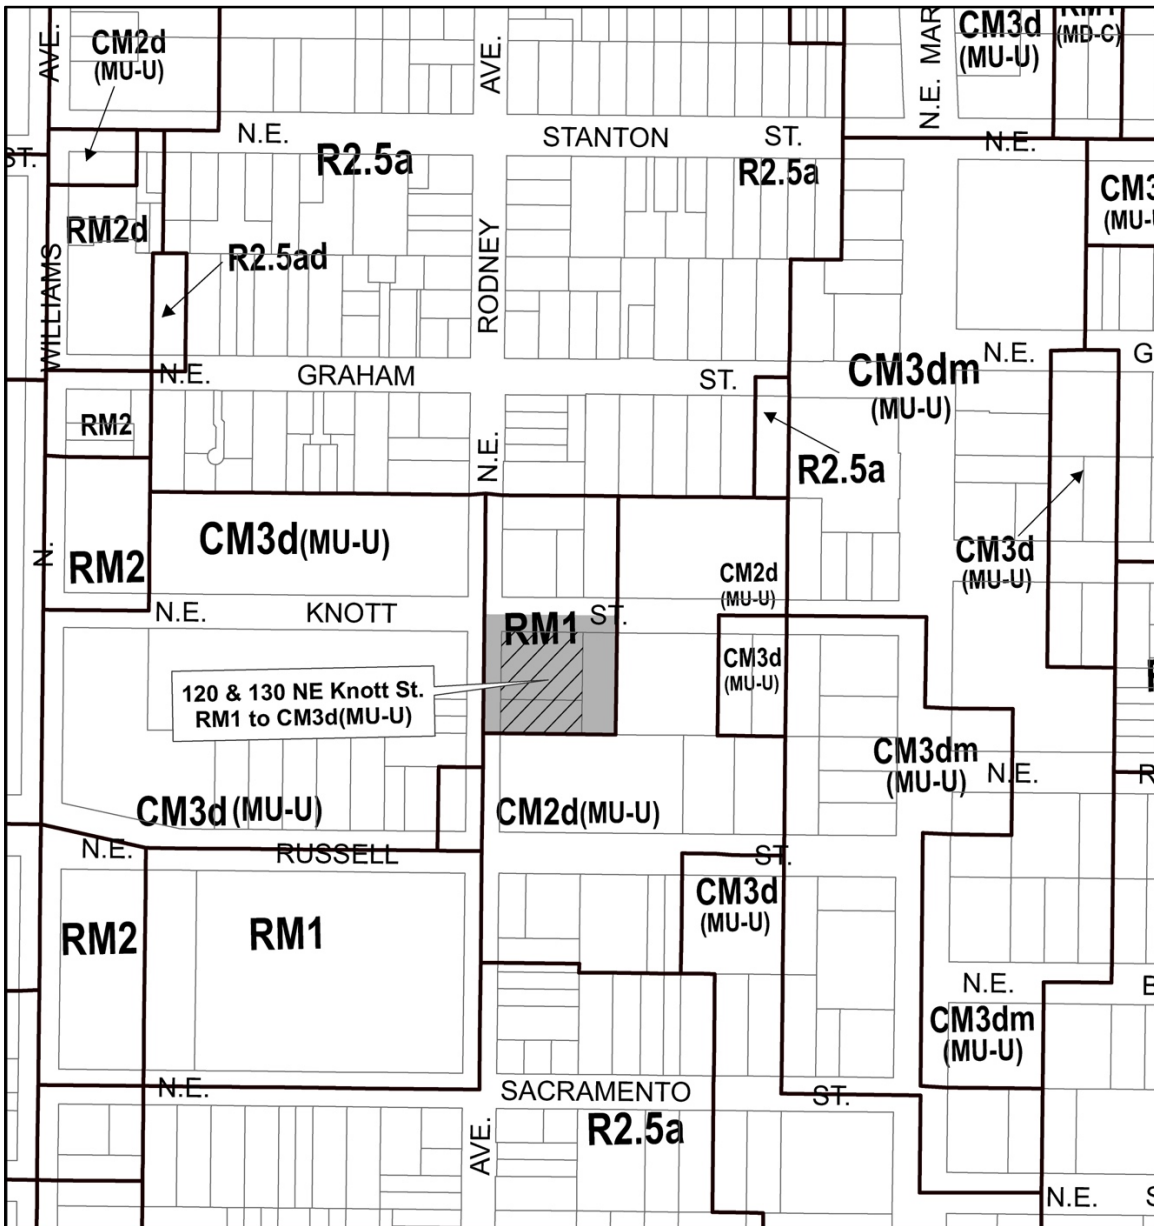 AVE.
CM2d
(MU-U)
AVE.
N.E. MAR
CM3d
(MU-U)
RM1
(MD-C)
ST.
N.E.
STANTON
ST.
N.E.
R2.5a
R2.5a
CM3
(MU-U
RM2d
R2.5ad
WILLIAMS
RODNEY
N.E.
GRAHAM
ST.
N.E.
G
CM3dm
(MU-U)
RM2
N.E.
R2.5a
CM3d(MU-U)
RM2
N.
CM3d
(MU-U)
CM2d
(MU-U)
N.E.
KNOTT
ST.
RM1
CM3d
(MU-U)
120 & 130 NE Knott St.
RM1 to CM3d(MU-U)
CM3dm
(MU-U)
N.E.
R
CM3d (MU-U)
CM2d(MU-U)
N.E.
RUSSELL
ST.
CM3d
(MU-U)
RM2
RM1
N.E.
B
CM3dm
(MU-U)
N.E.
SACRAMENTO
ST.
R2.5a
AVE.
N.E.
S